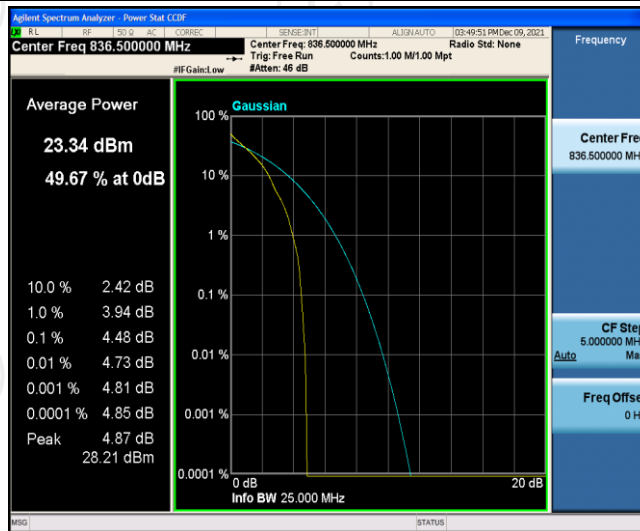 Agilent Spectrum Analyzer - Power Stat CCDF
RL RF 50 Ω AC CORREC SENSE:INT ALIGN AUTO 03:49:51 PM Dec 09, 2021
Center Freq 836.500000 MHz
Center Freq: 836.500000 MHz Radio Std: None
Trig: Free Run Counts:1.00 M/1.00 Mpt
#IFGain:Low #Atten: 46 dB
Frequency
Average Power
23.34 dBm
49.67 % at 0dB
10.0 % 2.42 dB
1.0 % 3.94 dB
0.1 % 4.48 dB
0.01 % 4.73 dB
0.001 % 4.81 dB
0.0001 % 4.85 dB
Peak 4.87 dB
28.21 dBm
Gaussian
100 %
10 %
1 %
0.1 %
0.01 %
0.001 %
0.0001 %
0 dB 20 dB
Info BW 25.000 MHz
Center Fre
836.500000 MH
CF Step
5.000000 MH
Auto Ma
Freq Offse
0 H
MSG STATUS